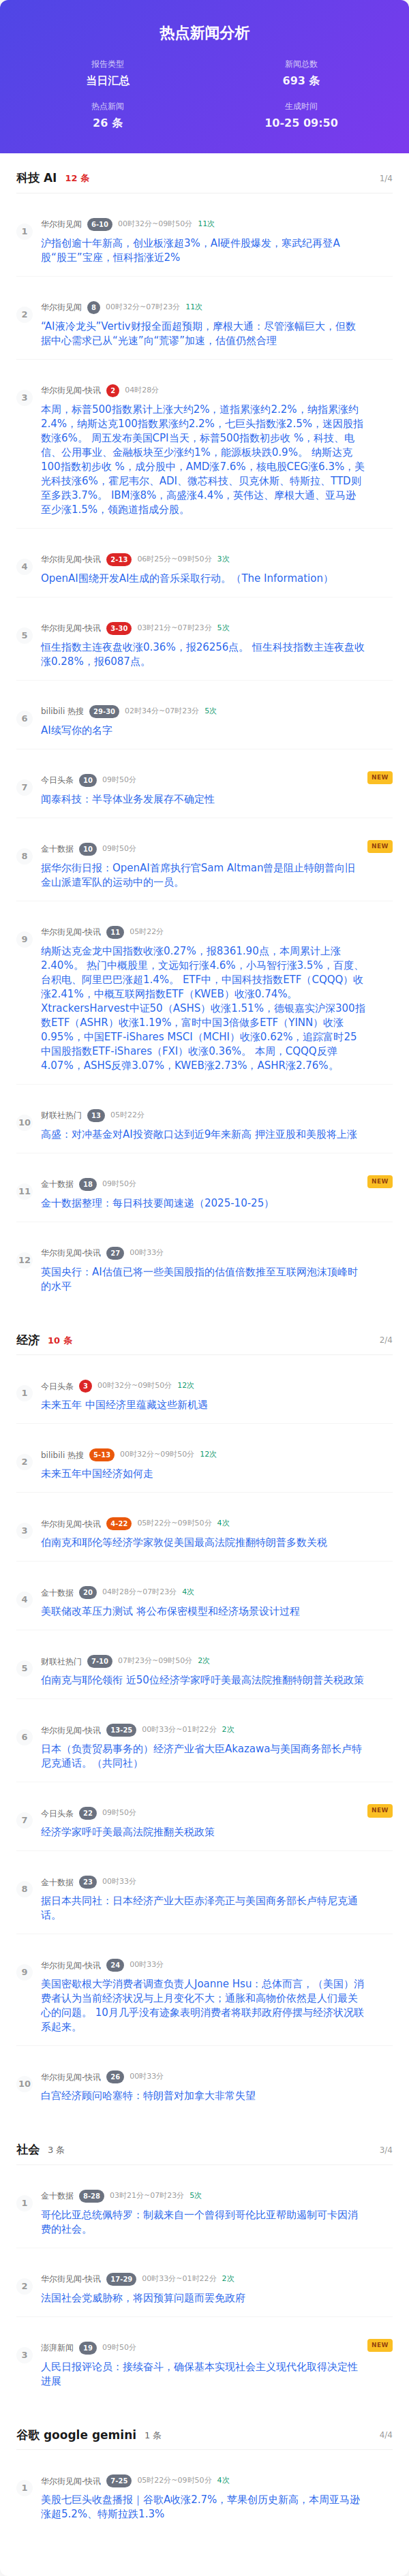 热点新闻分析
报告类型
当日汇总
新闻总数
693 条
热点新闻
26 条
生成时间
10-25 09:50
科技 AI 12 条 1/4
1
华尔街见闻 6-10 00时32分~09时50分 11次
沪指创逾十年新高，创业板涨超3%，AI硬件股爆发，寒武纪再登A
股“股王”宝座，恒科指涨近2%
2
华尔街见闻 8 00时32分~07时23分 11次
“AI液冷龙头”Vertiv财报全面超预期，摩根大通：尽管涨幅巨大，但数
据中心需求已从“光速”向“荒谬”加速，估值仍然合理
3
华尔街见闻-快讯 2 04时28分
本周，标普500指数累计上涨大约2%，道指累涨约2.2%，纳指累涨约
2.4%，纳斯达克100指数累涨约2.2%，七巨头指数涨2.5%，迷因股指
数涨6%。 周五发布美国CPI当天，标普500指数初步收 %，科技、电
信、公用事业、金融板块至少涨约1%，能源板块跌0.9%。 纳斯达克
100指数初步收 %，成分股中，AMD涨7.6%，核电股CEG涨6.3%，美
光科技涨6%，霍尼韦尔、ADI、微芯科技、贝克休斯、特斯拉、TTD则
至多跌3.7%。 IBM涨8%，高盛涨4.4%，英伟达、摩根大通、亚马逊
至少涨1.5%，领跑道指成分股。
4
华尔街见闻-快讯 2-13 06时25分~09时50分 3次
OpenAI围绕开发AI生成的音乐采取行动。（The Information）
5
华尔街见闻-快讯 3-30 03时21分~07时23分 5次
恒生指数主连夜盘收涨0.36%，报26256点。 恒生科技指数主连夜盘收
涨0.28%，报6087点。
6
bilibili 热搜 29-30 02时34分~07时23分 5次
AI续写你的名字
7
今日头条 10 09时50分 NEW
闻泰科技：半导体业务发展存不确定性
8
金十数据 10 09时50分 NEW
据华尔街日报：OpenAI首席执行官Sam Altman曾是阻止特朗普向旧
金山派遣军队的运动中的一员。
9
华尔街见闻-快讯 11 05时22分
纳斯达克金龙中国指数收涨0.27%，报8361.90点，本周累计上涨
2.40%。 热门中概股里，文远知行涨4.6%，小马智行涨3.5%，百度、
台积电、阿里巴巴涨超1.4%。 ETF中，中国科技指数ETF（CQQQ）收
涨2.41%，中概互联网指数ETF（KWEB）收涨0.74%。
XtrackersHarvest中证50（ASHS）收涨1.51%，德银嘉实沪深300指
数ETF（ASHR）收涨1.19%，富时中国3倍做多ETF（YINN）收涨
0.95%，中国ETF-iShares MSCI（MCHI）收涨0.62%，追踪富时25
中国股指数ETF-iShares（FXI）收涨0.36%。 本周，CQQQ反弹
4.07%，ASHS反弹3.07%，KWEB涨2.73%，ASHR涨2.76%。
10
财联社热门 13 05时22分
高盛：对冲基金对AI投资敞口达到近9年来新高 押注亚股和美股将上涨
11
金十数据 18 09时50分 NEW
金十数据整理：每日科技要闻速递（2025-10-25）
12
华尔街见闻-快讯 27 00时33分
英国央行：AI估值已将一些美国股指的估值倍数推至互联网泡沫顶峰时
的水平
经济 10 条 2/4
1
今日头条 3 00时32分~09时50分 12次
未来五年 中国经济里蕴藏这些新机遇
2
bilibili 热搜 5-13 00时32分~09时50分 12次
未来五年中国经济如何走
3
华尔街见闻-快讯 4-22 05时22分~09时50分 4次
伯南克和耶伦等经济学家敦促美国最高法院推翻特朗普多数关税
4
金十数据 20 04时28分~07时23分 4次
美联储改革压力测试 将公布保密模型和经济场景设计过程
5
财联社热门 7-10 07时23分~09时50分 2次
伯南克与耶伦领衔 近50位经济学家呼吁美最高法院推翻特朗普关税政策
6
华尔街见闻-快讯 13-25 00时33分~01时22分 2次
日本（负责贸易事务的）经济产业省大臣Akazawa与美国商务部长卢特
尼克通话。（共同社）
7
今日头条 22 09时50分 NEW
经济学家呼吁美最高法院推翻关税政策
8
金十数据 23 00时33分
据日本共同社：日本经济产业大臣赤泽亮正与美国商务部长卢特尼克通
话。
9
华尔街见闻-快讯 24 00时33分
美国密歇根大学消费者调查负责人Joanne Hsu：总体而言，（美国）消
费者认为当前经济状况与上月变化不大；通胀和高物价依然是人们最关
心的问题。 10月几乎没有迹象表明消费者将联邦政府停摆与经济状况联
系起来。
10
华尔街见闻-快讯 26 00时33分
白宫经济顾问哈塞特：特朗普对加拿大非常失望
社会 3 条 3/4
1
金十数据 8-28 03时21分~07时23分 5次
哥伦比亚总统佩特罗：制裁来自一个曾得到哥伦比亚帮助遏制可卡因消
费的社会。
2
华尔街见闻-快讯 17-29 00时33分~01时22分 2次
法国社会党威胁称，将因预算问题而罢免政府
3
澎湃新闻 19 09时50分 NEW
人民日报评论员：接续奋斗，确保基本实现社会主义现代化取得决定性
进展
谷歌 google gemini 1 条 4/4
1
华尔街见闻-快讯 7-25 05时22分~09时50分 4次
美股七巨头收盘播报｜谷歌A收涨2.7%，苹果创历史新高，本周亚马逊
涨超5.2%、特斯拉跌1.3%